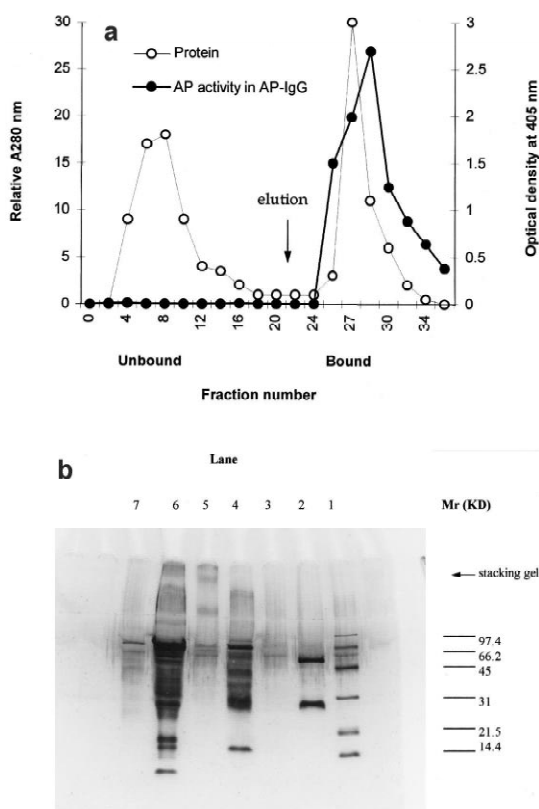 a
Protein
AP activity in AP-IgG
Relative A280 nm
30
25
20
15
10
5
0
Optical density at 405 nm
3
2.5
2
1.5
1
0.5
0
elution
0 4 8 12 16 20 24 27 30 34
Unbound Bound
Fraction number
b
Lane
7 6 5 4 3 2 1 Mr (KD)
stacking gel
97.4
66.2
45
31
21.5
14.4